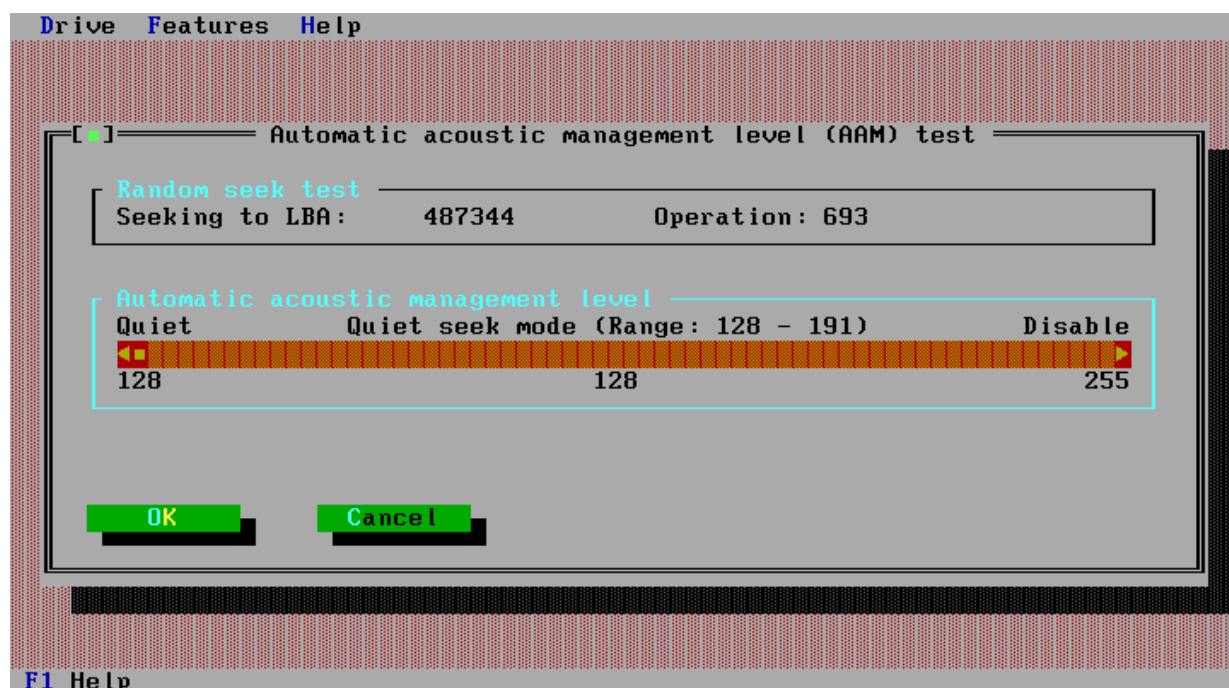 Drive Features Help
[■] Automatic acoustic management level (AAM) test
Random seek test
Seeking to LBA: 487344 Operation: 693
Automatic acoustic management level
Quiet Quiet seek mode (Range: 128 - 191) Disable
128 128 255
OK Cancel
F1 Help